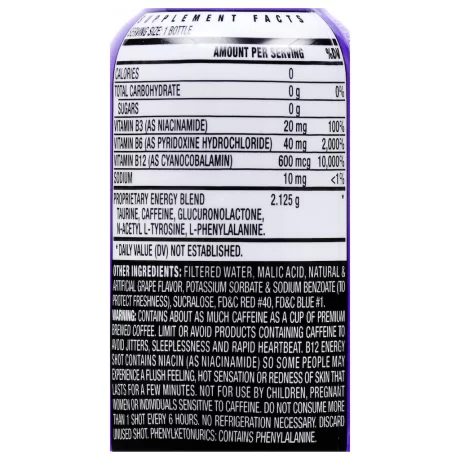 SUPPLEMENT FACTS
SERVING SIZE: 1 BOTTLE
AMOUNT PER SERVING %DV
CALORIES 0
TOTAL CARBOHYDRATE 0 g 0%
SUGARS 0 g
VITAMIN B3 (AS NIACINAMIDE) 20 mg 100%
VITAMIN B6 (AS PYRIDOXINE HYDROCHLORIDE) 40 mg 2,000%
VITAMIN B12 (AS CYANOCOBALAMIN) 600 mcg 10,000%
SODIUM 10 mg <1%
PROPRIETARY ENERGY BLEND 2.125 g *
TAURINE, CAFFEINE, GLUCURONOLACTONE,
N-ACETYL L-TYROSINE, L-PHENYLALANINE.
* DAILY VALUE (DV) NOT ESTABLISHED.
OTHER INGREDIENTS: FILTERED WATER, MALIC ACID, NATURAL &
ARTIFICIAL GRAPE FLAVOR, POTASSIUM SORBATE & SODIUM BENZOATE (TO
PROTECT FRESHNESS), SUCRALOSE, FD&C RED #40, FD&C BLUE #1.
WARNING: CONTAINS ABOUT AS MUCH CAFFEINE AS A CUP OF PREMIUM
BREWED COFFEE. LIMIT OR AVOID PRODUCTS CONTAINING CAFFEINE TO
AVOID JITTERS, SLEEPLESSNESS AND RAPID HEARTBEAT. B12 ENERGY
SHOT CONTAINS NIACIN (AS NIACINAMIDE) SO SOME PEOPLE MAY
EXPERIENCE A FLUSH FEELING, HOT SENSATION OR REDNESS OF SKIN THAT
LASTS FOR A FEW MINUTES. NOT FOR USE BY CHILDREN, PREGNANT
WOMEN OR INDIVIDUALS SENSITIVE TO CAFFEINE. DO NOT CONSUME MORE
THAN 1 SHOT EVERY 6 HOURS. NO REFRIGERATION NECESSARY. DISCARD
UNUSED SHOT. PHENYLKETONURICS: CONTAINS PHENYLALANINE.